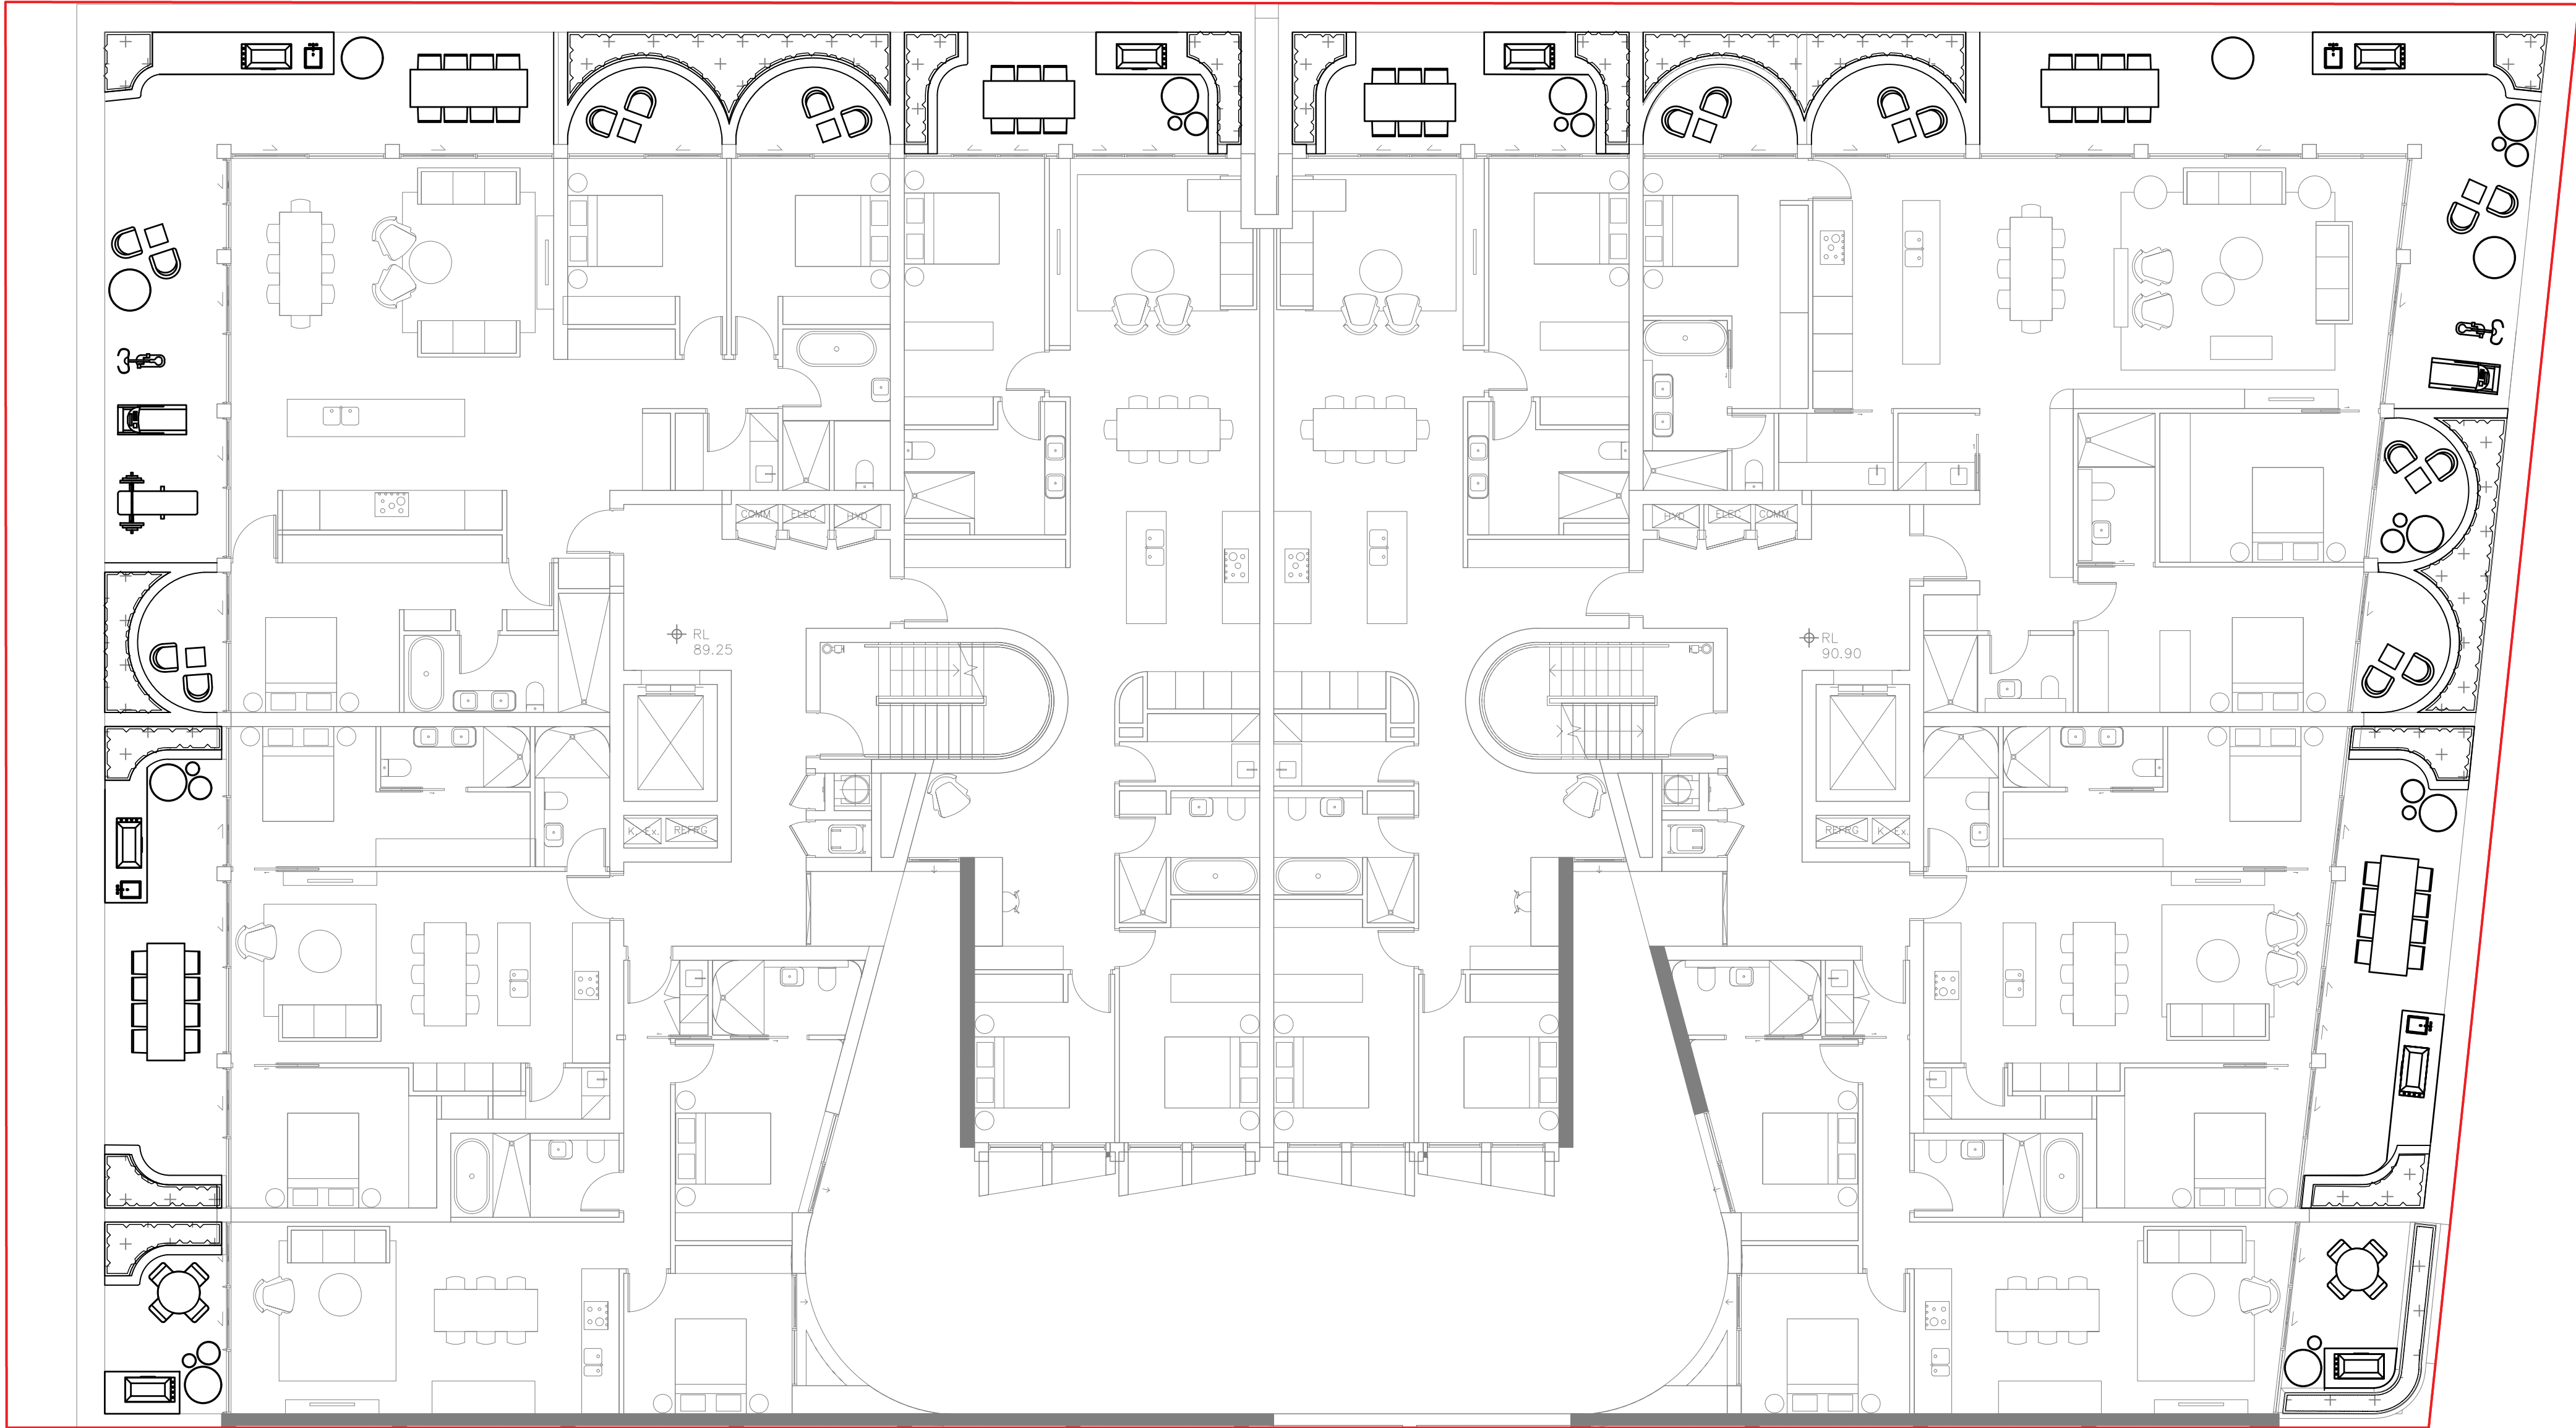 COMM ELEC HYD
HYD ELEC COMM
RL
89.25
RL
90.90
K. Ex. REFRG
REFRG K. Ex.